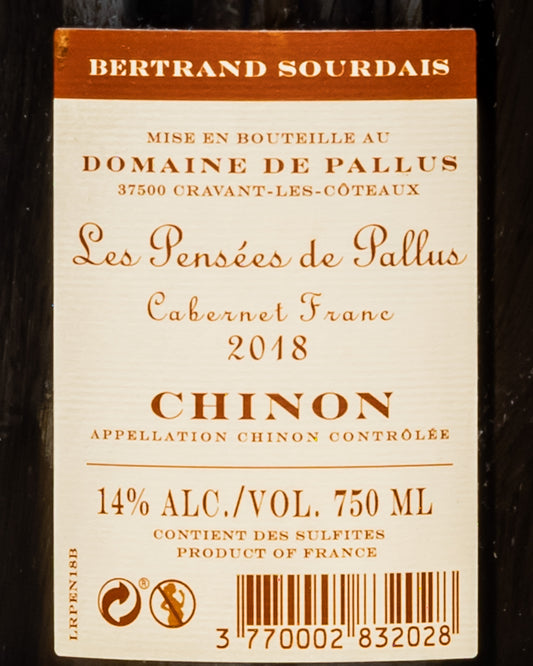 BERTRAND SOURDAIS
MISE EN BOUTEILLE AU
DOMAINE DE PALLUS
37500 CRAVANT-LES-CÔTEAUX
Les Pensées de Pallus
Cabernet Franc
2018
CHINON
APPELLATION CHINON CONTRÔLÉE
14% ALC./VOL. 750 ML
CONTIENT DES SULFITES
PRODUCT OF FRANCE
LRPEN18B
®
3 770002 832028